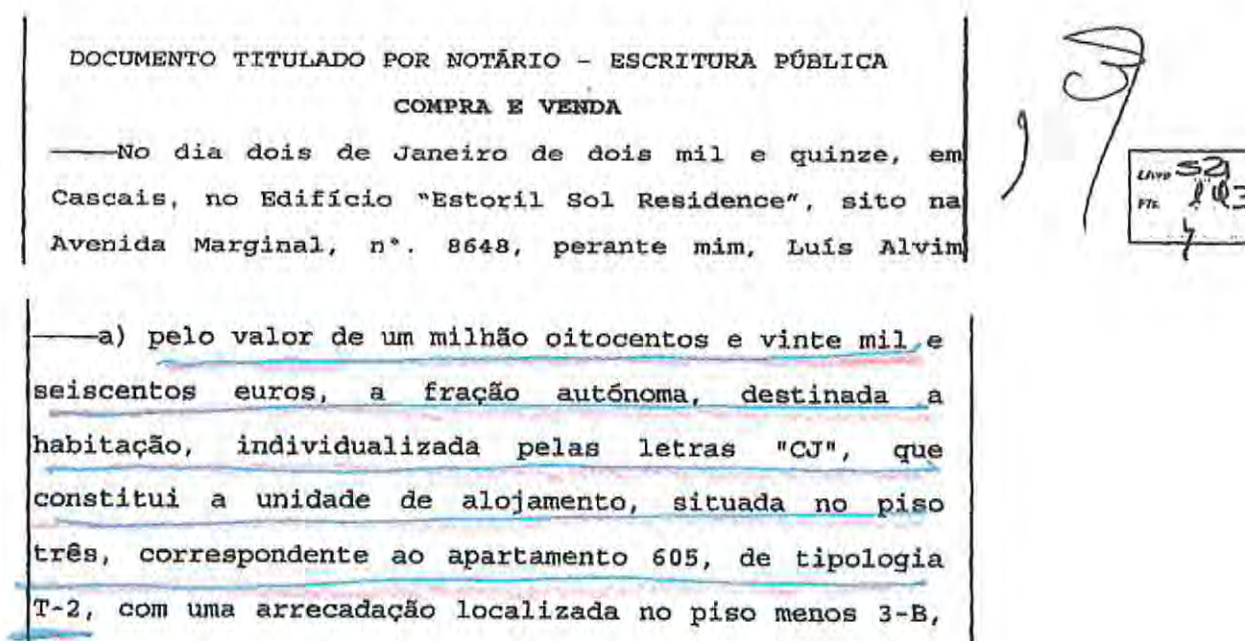 DOCUMENTO TITULADO POR NOTÁRIO - ESCRITURA PÚBLICA
COMPRA E VENDA
——No dia dois de Janeiro de dois mil e quinze, em
Cascais, no Edifício "Estoril Sol Residence", sito na
Avenida Marginal, nº. 8648, perante mim, Luís Alvim
Livro 52
Fls.
——a) pelo valor de um milhão oitocentos e vinte mil e
seiscentos euros, a fração autónoma, destinada a
habitação, individualizada pelas letras "CJ", que
constitui a unidade de alojamento, situada no piso
três, correspondente ao apartamento 605, de tipologia
T-2, com uma arrecadação localizada no piso menos 3-B,